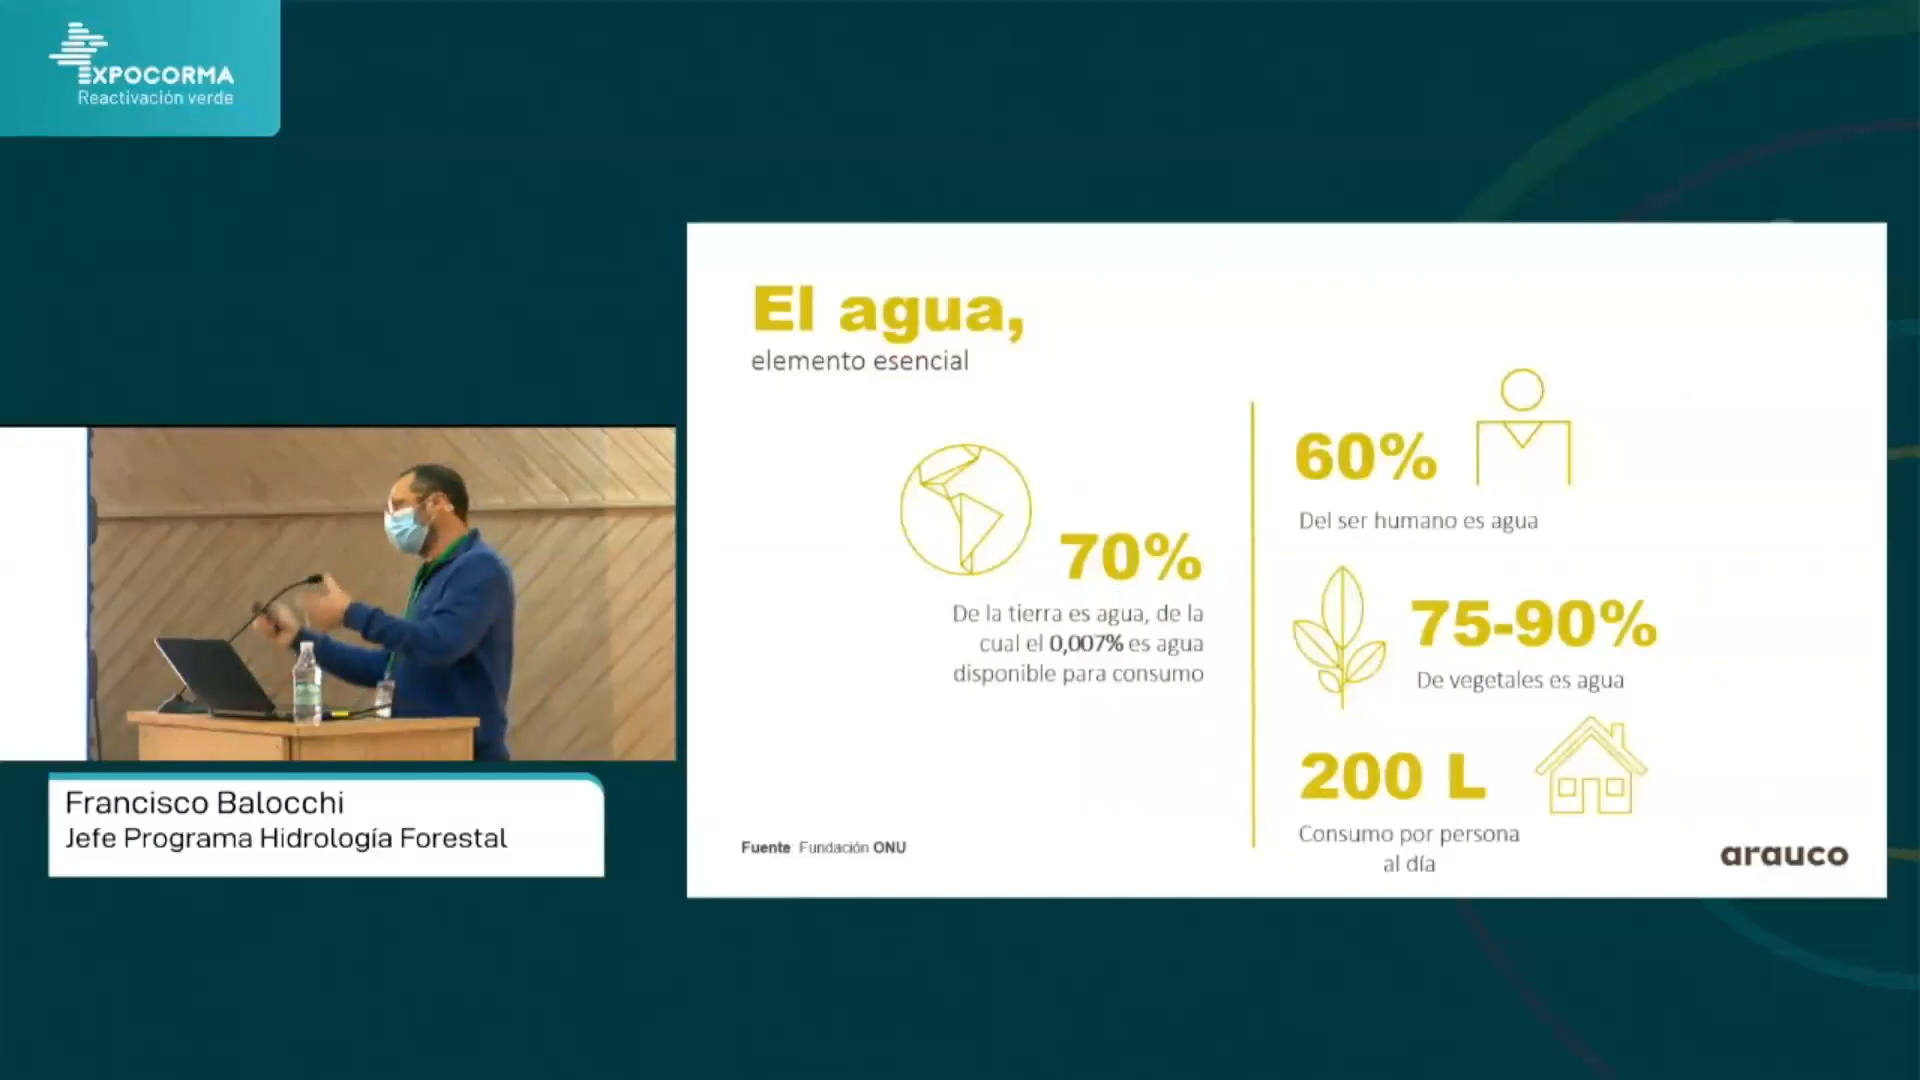 EXPOCORMA
Reactivación verde
El agua,
elemento esencial
70%
De la tierra es agua, de la
cual el 0,007% es agua
disponible para consumo
60%
Del ser humano es agua
75-90%
De vegetales es agua
200 L
Consumo por persona
al día
Fuente: Fundación ONU
arauco
Francisco Balocchi
Jefe Programa Hidrología Forestal